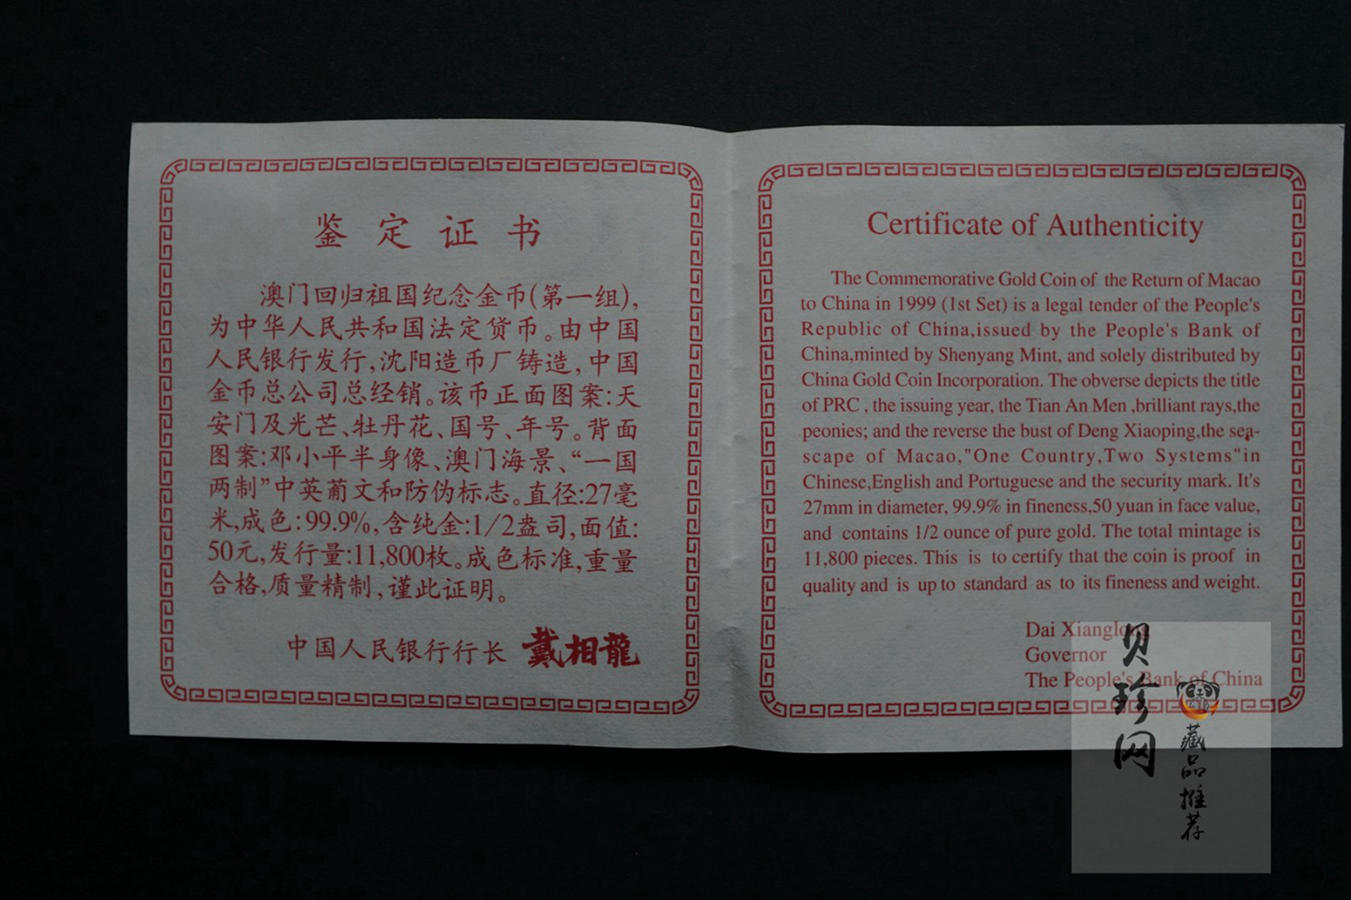 鉴定证书
澳门回归祖国纪念金币(第一组),
为中华人民共和国法定货币。由中国
人民银行发行,沈阳造币厂铸造,中国
金币总公司总经销。该币正面图案:天
安门及光芒、牡丹花、国号、年号。背面
图案:邓小平半身像、澳门海景、“一国
两制”中英葡文和防伪标志。直径:27毫
米,成色:99.9%,含纯金:1/2盎司,面值:
50元,发行量:11,800枚。成色标准,重量
合格,质量精制,谨此证明。
中国人民银行行长 戴相龍
Certificate of Authenticity
The Commemorative Gold Coin of the Return of Macao
to China in 1999 (1st Set) is a legal tender of the People's
Republic of China,issued by the People's Bank of
China,minted by Shenyang Mint, and solely distributed by
China Gold Coin Incorporation. The obverse depicts the title
of PRC , the issuing year, the Tian An Men ,brilliant rays,the
peonies; and the reverse the bust of Deng Xiaoping,the sea-
scape of Macao,"One Country,Two Systems"in
Chinese,English and Portuguese and the security mark. It's
27mm in diameter, 99.9% in fineness,50 yuan in face value,
and contains 1/2 ounce of pure gold. The total mintage is
11,800 pieces. This is to certify that the coin is proof in
quality and is up to standard as to its fineness and weight.
Dai
Governor
The People's Bank of China
贝珍网
藏品推荐